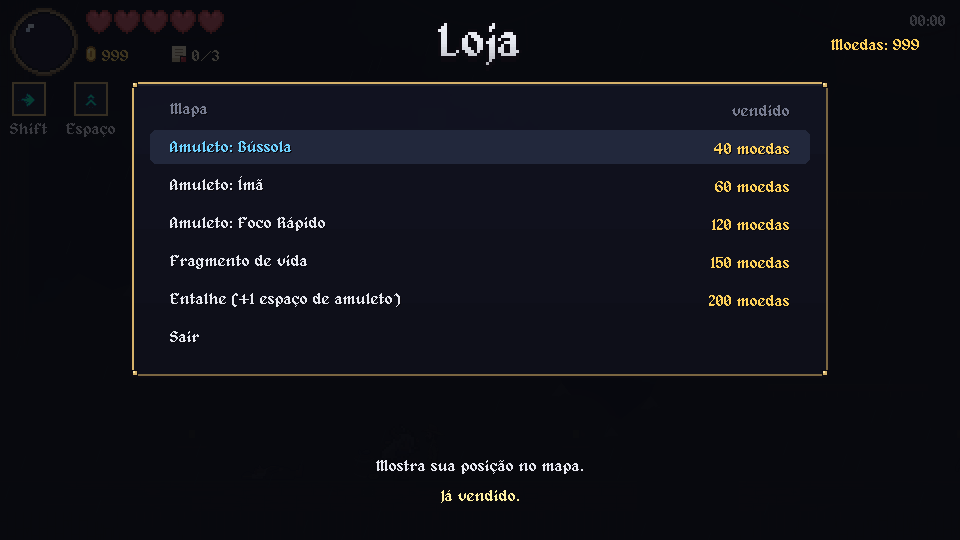 00:00
Loja
Moedas: 999
999
0/3
Shift
Espaço
Mapa vendido
Amuleto: Bússola 40 moedas
Amuleto: Ímã 60 moedas
Amuleto: Foco Rápido 120 moedas
Fragmento de vida 150 moedas
Entalhe (+1 espaço de amuleto) 200 moedas
Sair
Mostra sua posição no mapa.
Já vendido.